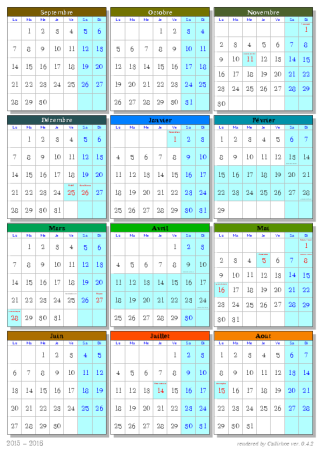 Septembre
Lu Ma Me Je Ve Sa Di
1 2 3 4 5 6
7 8 9 10 11 12 13
14 15 16 17 18 19 20
21 22 23 24 25 26 27
28 29 30
Octobre
Lu Ma Me Je Ve Sa Di
1 2 3 4
5 6 7 8 9 10 11
12 13 14 15 16 17 18
19 20 21 22 23 24 25
26 27 28 29 30 31
Novembre
Lu Ma Me Je Ve Sa Di
1
2 3 4 5 6 7 8
9 10 11 12 13 14 15
16 17 18 19 20 21 22
23 24 25 26 27 28 29
30
Décembre
Lu Ma Me Je Ve Sa Di
1 2 3 4 5 6
7 8 9 10 11 12 13
14 15 16 17 18 19 20
21 22 23 24 25 26 27
28 29 30 31
Janvier
Lu Ma Me Je Ve Sa Di
1 2 3
4 5 6 7 8 9 10
11 12 13 14 15 16 17
18 19 20 21 22 23 24
25 26 27 28 29 30 31
Février
Lu Ma Me Je Ve Sa Di
1 2 3 4 5 6 7
8 9 10 11 12 13 14
15 16 17 18 19 20 21
22 23 24 25 26 27 28
29
Mars
Lu Ma Me Je Ve Sa Di
1 2 3 4 5 6
7 8 9 10 11 12 13
14 15 16 17 18 19 20
21 22 23 24 25 26 27
28 29 30 31
Avril
Lu Ma Me Je Ve Sa Di
1 2 3
4 5 6 7 8 9 10
11 12 13 14 15 16 17
18 19 20 21 22 23 24
25 26 27 28 29 30
Mai
Lu Ma Me Je Ve Sa Di
1
2 3 4 5 6 7 8
9 10 11 12 13 14 15
16 17 18 19 20 21 22
23 24 25 26 27 28 29
30 31
Juin
Lu Ma Me Je Ve Sa Di
1 2 3 4 5
6 7 8 9 10 11 12
13 14 15 16 17 18 19
20 21 22 23 24 25 26
27 28 29 30
Juillet
Lu Ma Me Je Ve Sa Di
1 2 3
4 5 6 7 8 9 10
11 12 13 14 15 16 17
18 19 20 21 22 23 24
25 26 27 28 29 30 31
Aout
Lu Ma Me Je Ve Sa Di
1 2 3 4 5 6 7
8 9 10 11 12 13 14
15 16 17 18 19 20 21
22 23 24 25 26 27 28
29 30 31
2015 - 2016 rendered by ver. 0.4.2